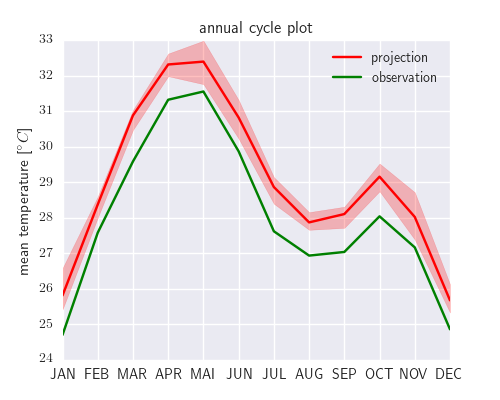 annual cycle plot
33
32
31
30
29
28
27
26
25
24
mean temperature [°C]
projection
observation
JAN FEB MAR APR MAI JUN JUL AUG SEP OCT NOV DEC